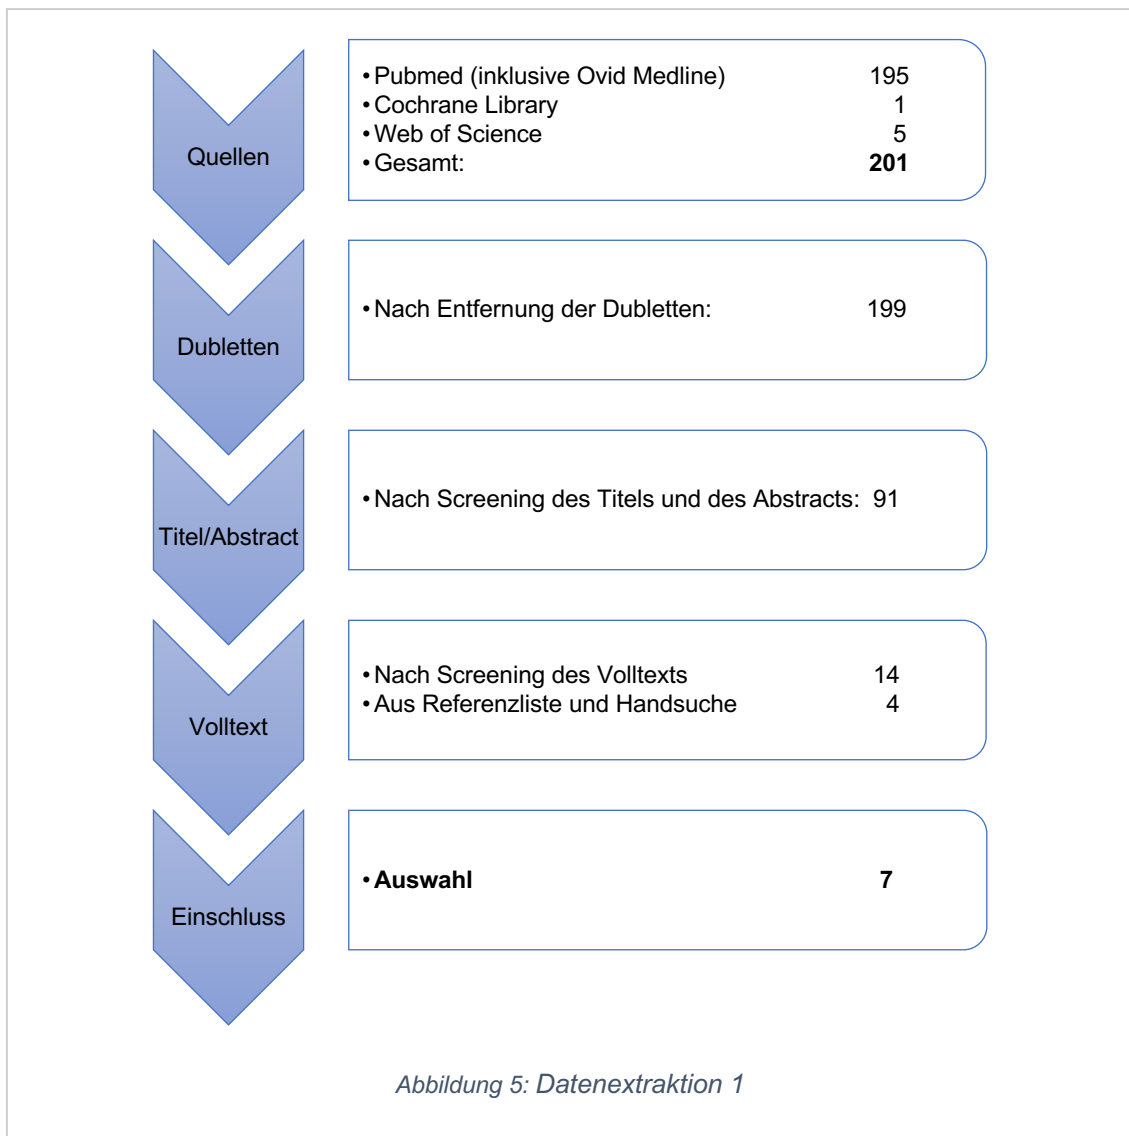 Quellen
• Pubmed (inklusive Ovid Medline) 195
• Cochrane Library 1
• Web of Science 5
• Gesamt: 201
Dubletten
• Nach Entfernung der Dubletten: 199
Titel/Abstract
• Nach Screening des Titels und des Abstracts: 91
Volltext
• Nach Screening des Volltexts 14
• Aus Referenzliste und Handsuche 4
Einschluss
• Auswahl 7
Abbildung 5: Datenextraktion 1